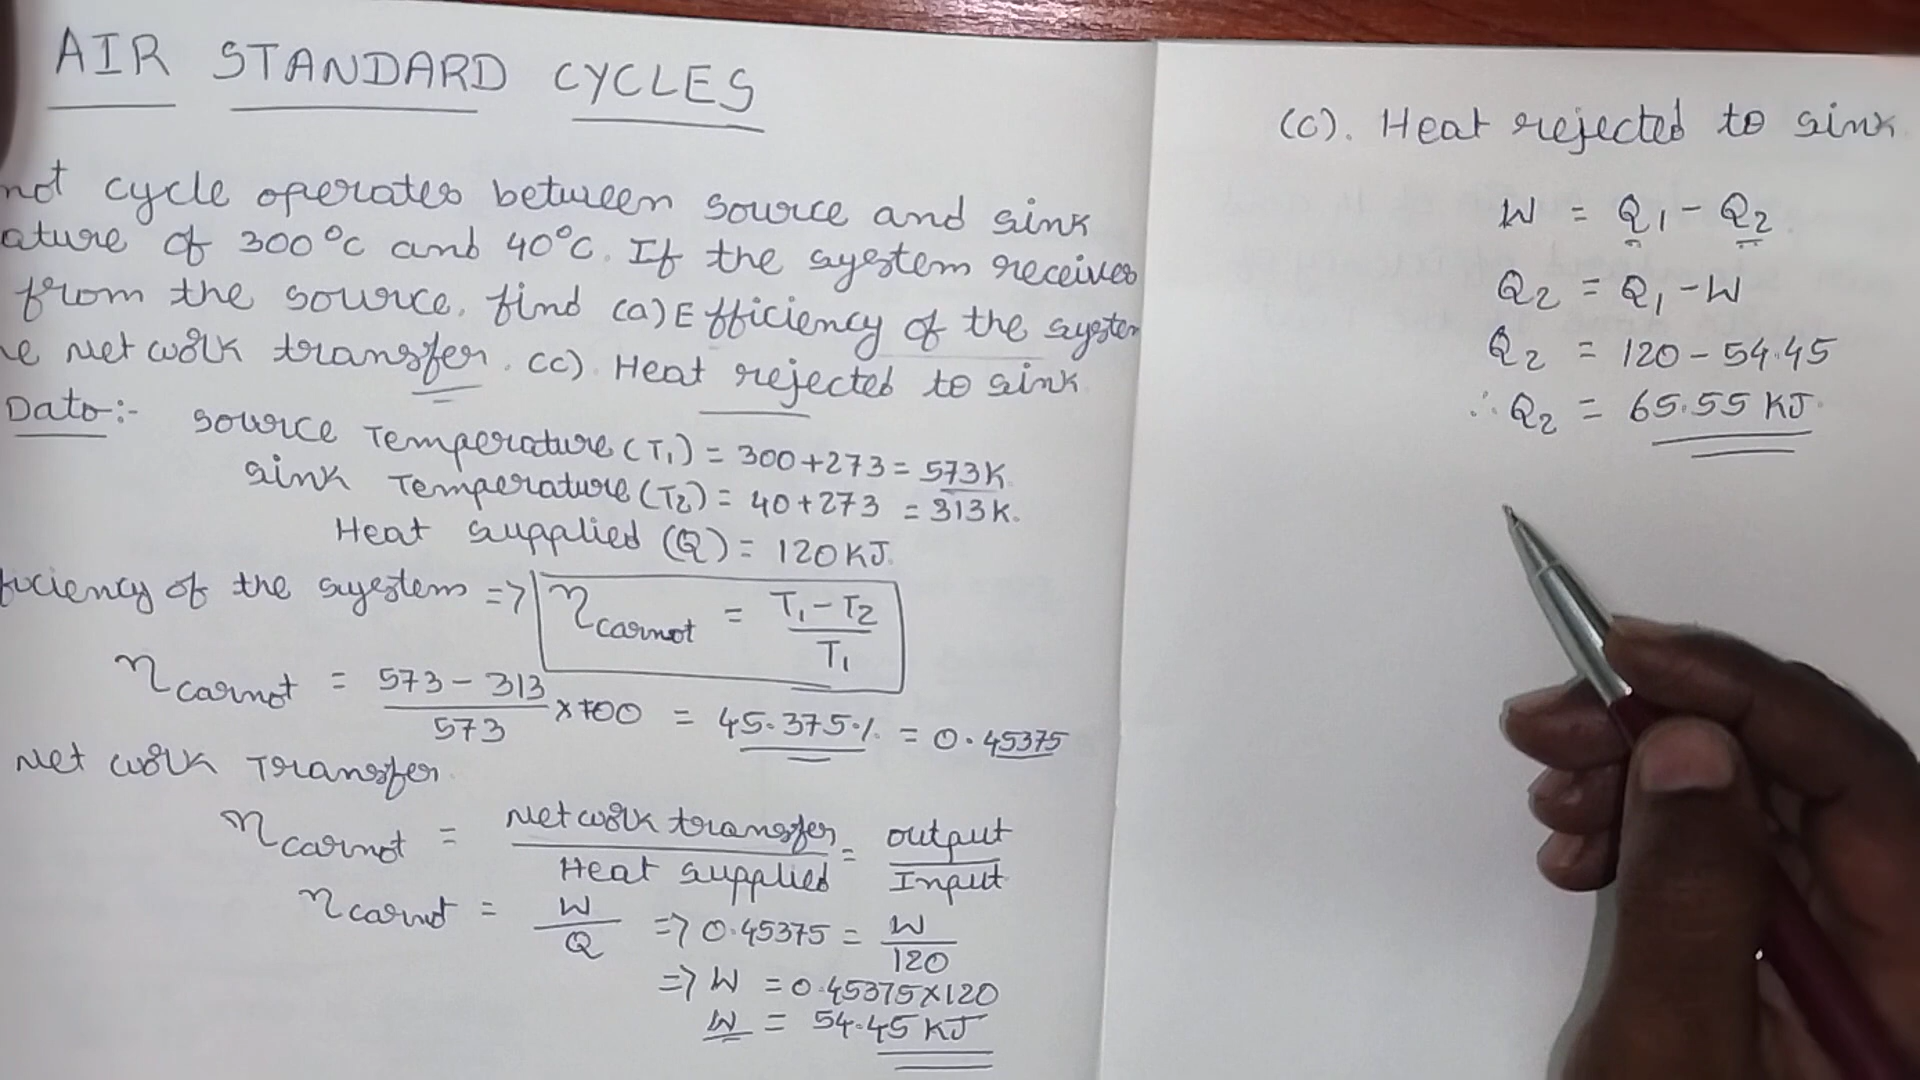 AIR STANDARD CYCLES
not cycle operates between source and sink
ature of 300°C and 40°C. If the system receives
from the source, find (a) Efficiency of the system
e Net work transfer. (c). Heat rejected to sink
Data:- Source Temperature (T1) = 300+273 = 573K.
Sink Temperature (T2) = 40+273 = 313K.
Heat supplied (Q) = 120KJ.
ficiency of the system => ηcarnot = T1-T2 / T1
ηcarnot = 573-313 / 573 ×100 = 45.375% = 0.45375
Net work Transfer
ηcarnot = Net work transfer / Heat supplied = output / Input
ηcarnot = W / Q => 0.45375 = W / 120
=> W = 0.45375×120
W = 54.45 KJ
(c). Heat rejected to sink
W = Q1 - Q2
Q2 = Q1 - W
Q2 = 120 - 54.45
∴ Q2 = 65.55 KJ.